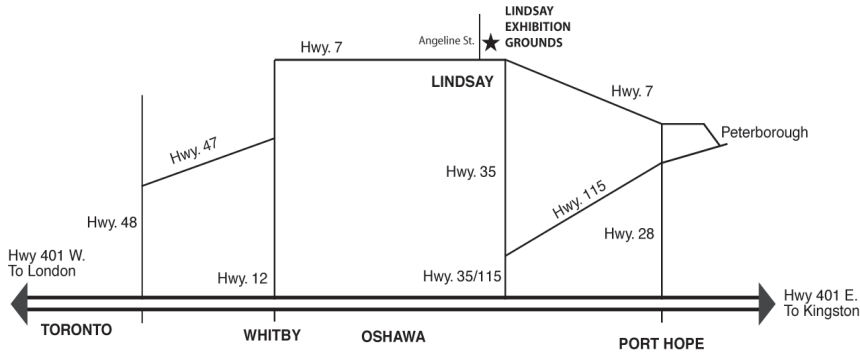 LINDSAY
EXHIBITION
GROUNDS
Angeline St.
Hwy. 7
LINDSAY
Hwy. 7
Peterborough
Hwy. 47
Hwy. 35
Hwy. 115
Hwy. 48
Hwy. 28
Hwy 401 W.
To London
Hwy. 12
Hwy. 35/115
Hwy 401 E.
To Kingston
TORONTO
WHITBY
OSHAWA
PORT HOPE